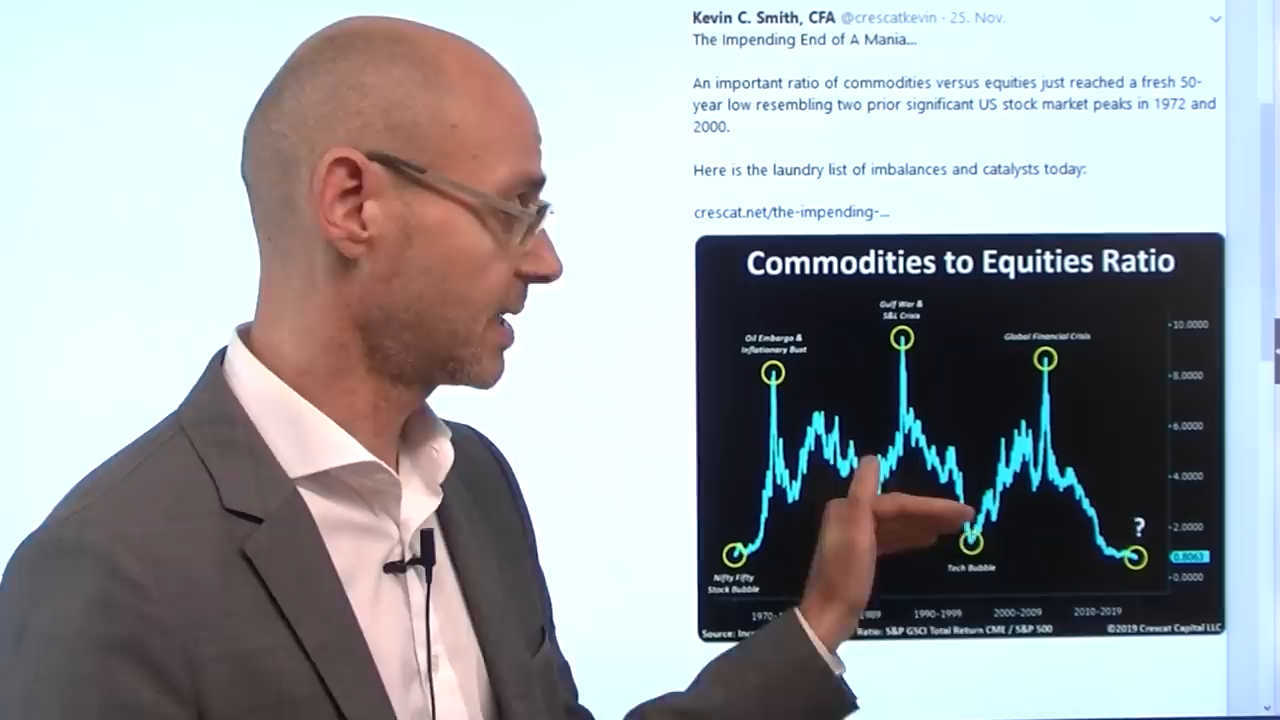 Kevin C. Smith, CFA @crescatkevin · 25. Nov.
The Impending End of A Mania...
An important ratio of commodities versus equities just reached a fresh 50-
year low resembling two prior significant US stock market peaks in 1972 and
2000.
Here is the laundry list of imbalances and catalysts today:
crescat.net/the-impending-...
Commodities to Equities Ratio
Gulf War &
S&L Crisis
Oil Embargo &
Inflationary Bust
Global Financial Crisis
10.0000
8.0000
6.0000
4.0000
2.0000
?
0.8063
0.0000
Tech Bubble
Nifty Fifty
Stock Bubble
1990-1999 2000-2009 2010-2019
Source: Ratio: S&P GSCI Total Return CME / S&P 500 ©2019 Crescat Capital LLC